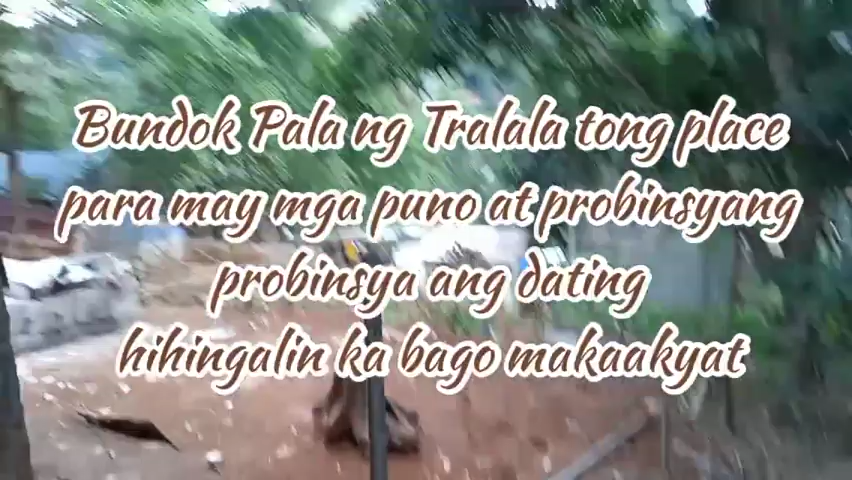 Bundok Pala ng Tralala tong place
para may mga puno at probinsyang
probinsya ang dating
hihingalin ka bago makaakyat